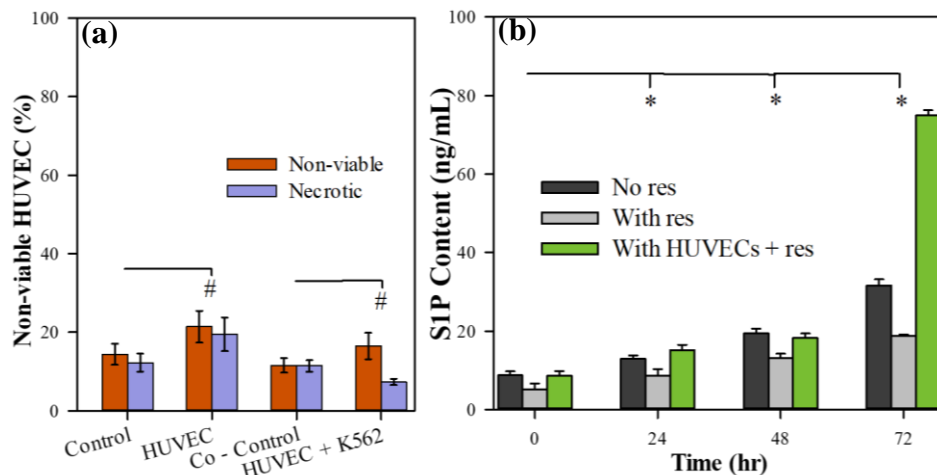 (a)
100
80
60
40
20
0
Non-viable HUVEC (%)
Non-viable
Necrotic
#
#
Control
HUVEC
Co - Control
HUVEC + K562
(b)
100
80
60
40
20
0
S1P Content (ng/mL)
* * *
No res
With res
With HUVECs + res
0 24 48 72
Time (hr)